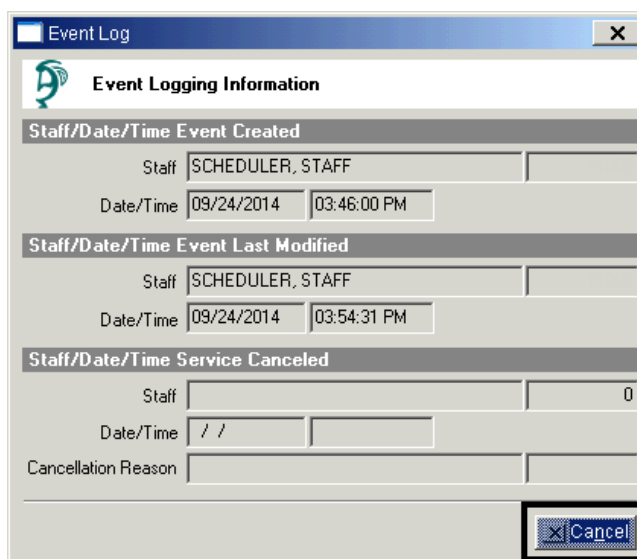 Event Log
Event Logging Information
Staff/Date/Time Event Created
Staff SCHEDULER, STAFF
Date/Time 09/24/2014 03:46:00 PM
Staff/Date/Time Event Last Modified
Staff SCHEDULER, STAFF
Date/Time 09/24/2014 03:54:31 PM
Staff/Date/Time Service Canceled
Staff 0
Date/Time / /
Cancellation Reason
Cancel